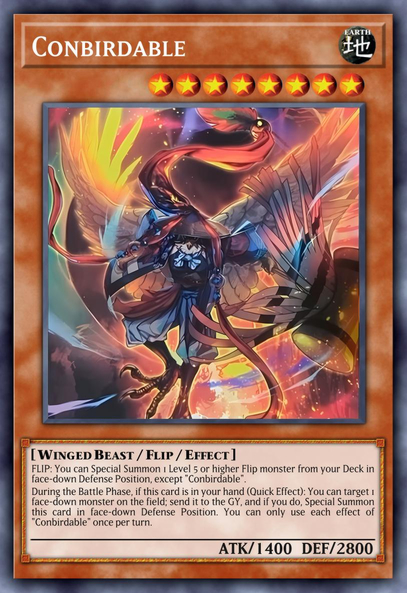 CONBIRDABLE
EARTH
地
[ WINGED BEAST / FLIP / EFFECT ]
FLIP: You can Special Summon 1 Level 5 or higher Flip monster from your Deck in
face-down Defense Position, except "Conbirdable".
During the Battle Phase, if this card is in your hand (Quick Effect): You can target 1
face-down monster on the field; send it to the GY, and if you do, Special Summon
this card in face-down Defense Position. You can only use each effect of
"Conbirdable" once per turn.
ATK/1400 DEF/2800